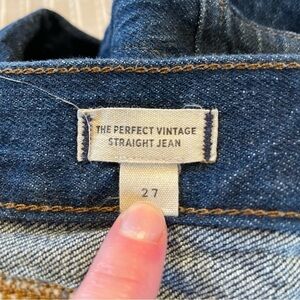 THE PERFECT VINTAGE
STRAIGHT JEAN
27